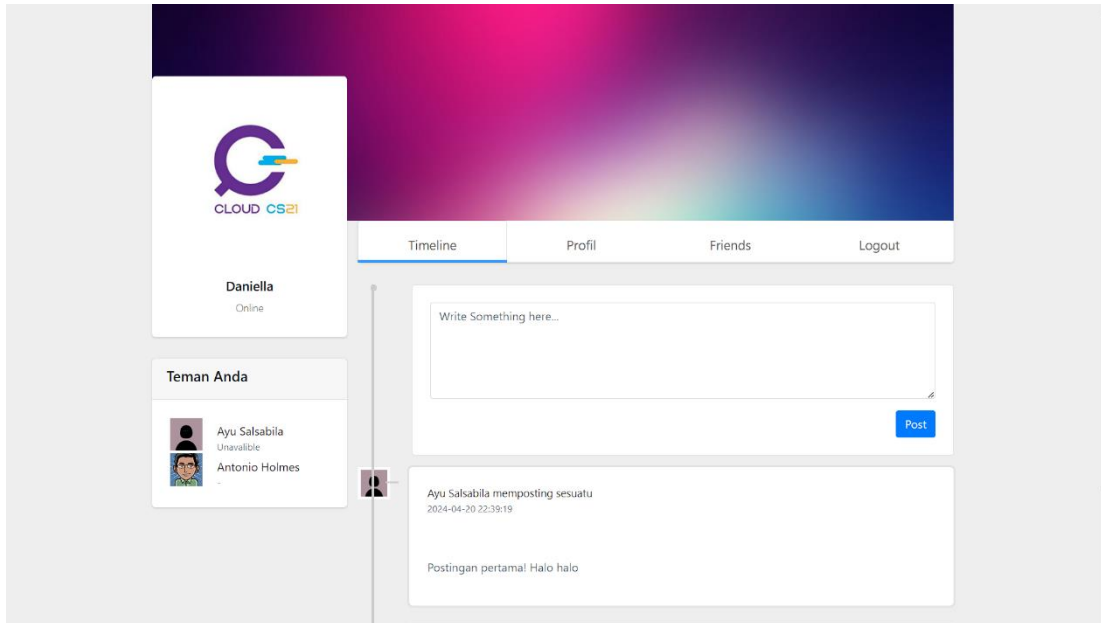 CLOUD CS21
Daniella
Online
Teman Anda
Ayu Salsabila
Unavalible
Antonio Holmes
-
Timeline
Profil
Friends
Logout
Write Something here...
Post
Ayu Salsabila memposting sesuatu
2024-04-20 22:39:19
Postingan pertama! Halo halo